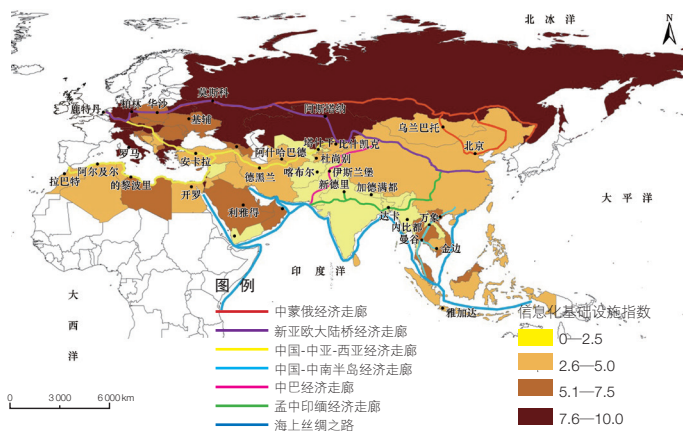 北冰洋
N
莫斯科
鹿特丹
柏林
华沙
基辅
阿斯塔纳
乌兰巴托
北京
罗马
安卡拉
阿什哈巴德
塔什干
比什凯克
杜尚别
阿尔及尔
拉巴特
的黎波里
开罗
德黑兰
喀布尔
伊斯兰堡
新德里
加德满都
利雅得
达卡
内比都
万象
曼谷
金边
雅加达
太平洋
印度洋
大西洋
图例
中蒙俄经济走廊
新亚欧大陆桥经济走廊
中国-中亚-西亚经济走廊
中国-中南半岛经济走廊
中巴经济走廊
孟中印缅经济走廊
海上丝绸之路
信息化基础设施指数
0—2.5
2.6—5.0
5.1—7.5
7.6—10.0
0 3 000 6 000 km